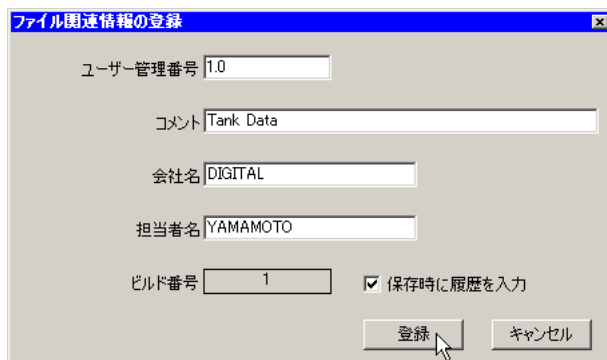 ファイル関連情報の登録
ユーザー管理番号 1.0
コメント Tank Data
会社名 DIGITAL
担当者名 YAMAMOTO
ビルド番号 1 保存時に履歴を入力
登録 キャンセル